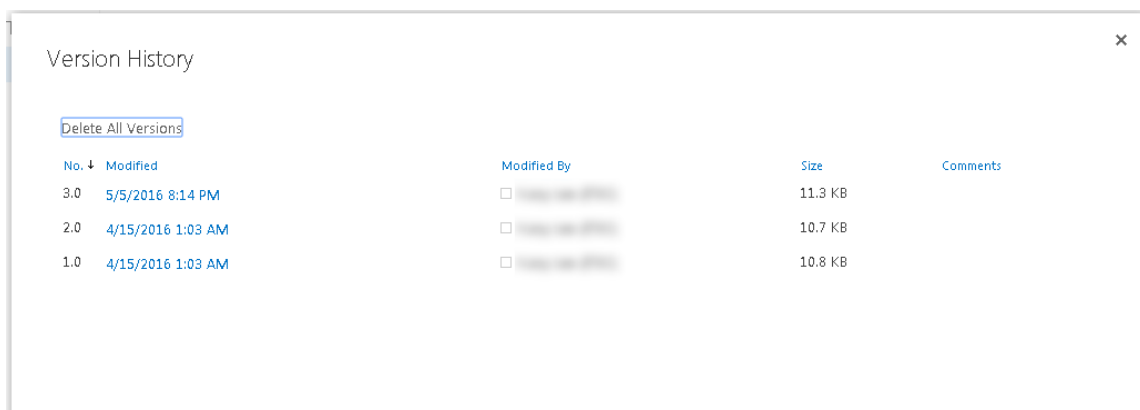 Version History
Delete All Versions
No. Modified Modified By Size Comments
3.0 5/5/2016 8:14 PM 11.3 KB
2.0 4/15/2016 1:03 AM 10.7 KB
1.0 4/15/2016 1:03 AM 10.8 KB